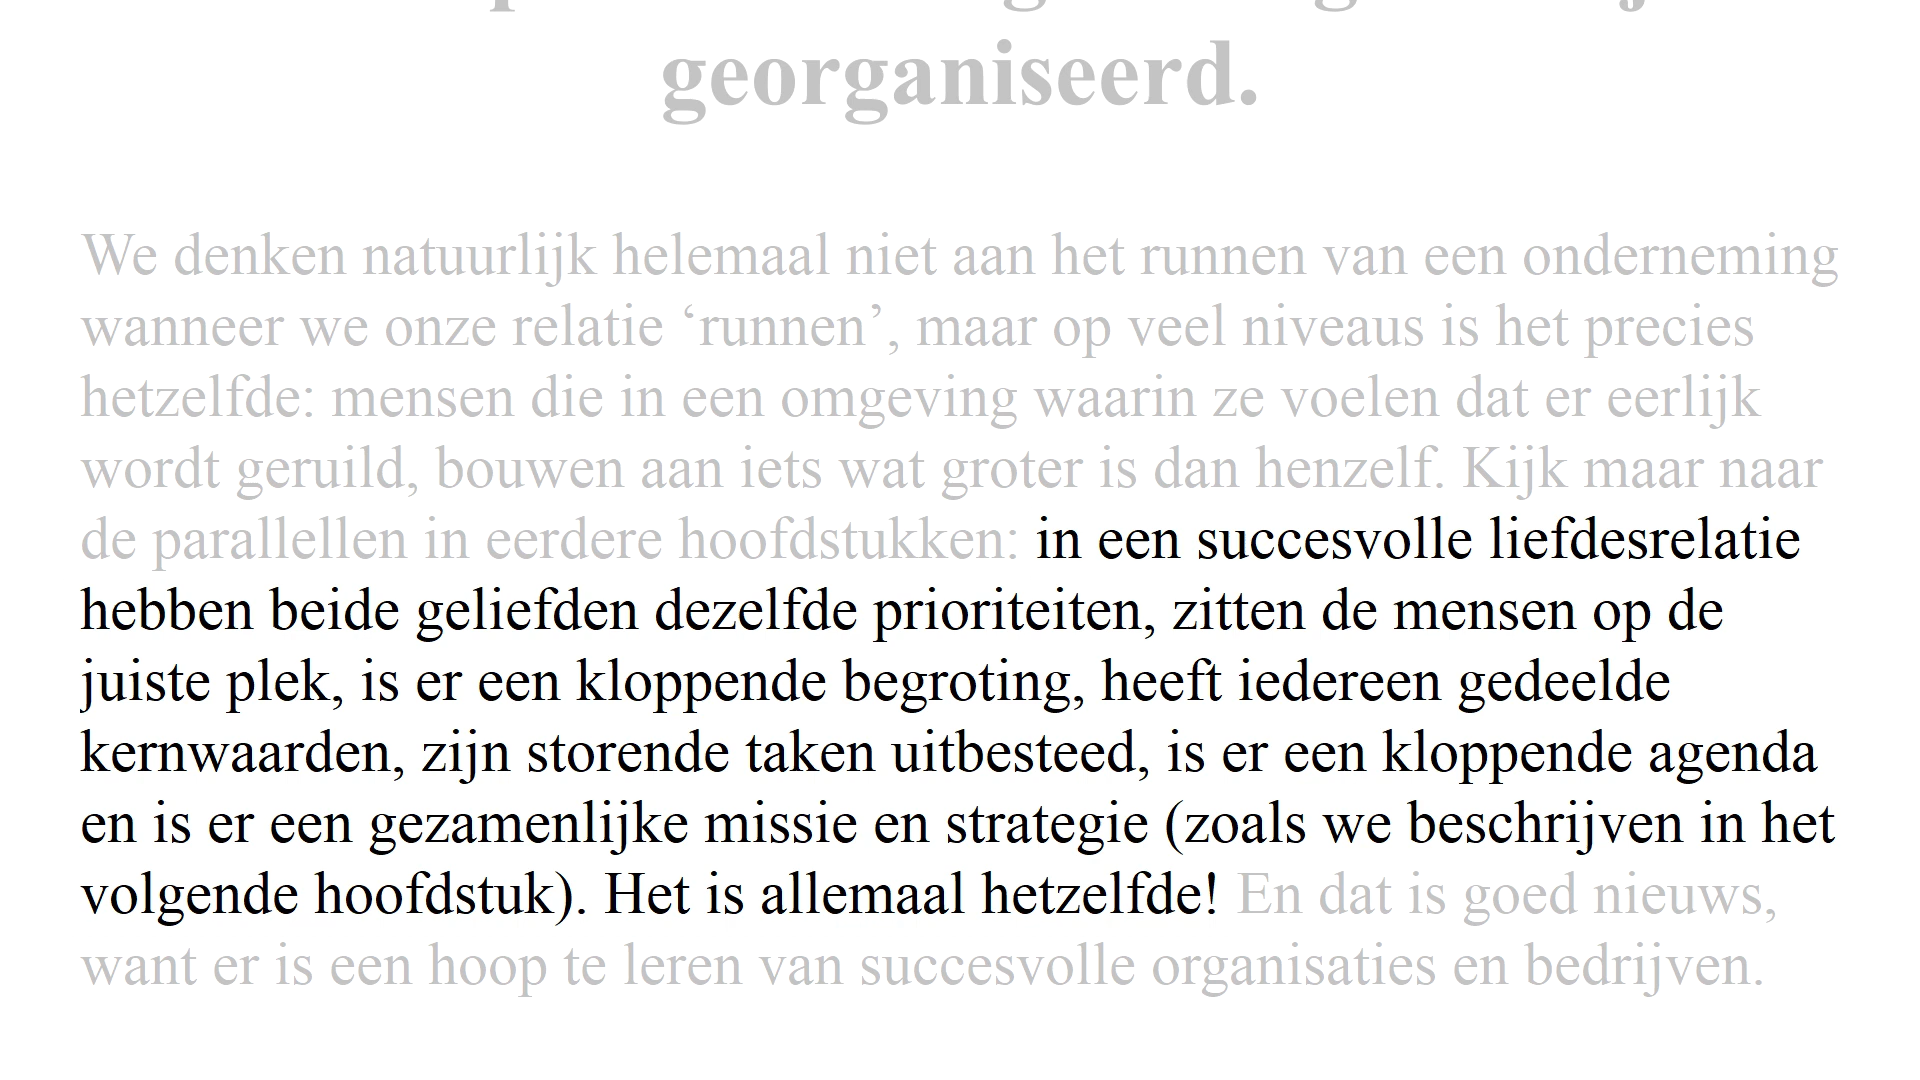 georganiseerd.
We denken natuurlijk helemaal niet aan het runnen van een onderneming
wanneer we onze relatie ‘runnen’, maar op veel niveaus is het precies
hetzelfde: mensen die in een omgeving waarin ze voelen dat er eerlijk
wordt geruild, bouwen aan iets wat groter is dan henzelf. Kijk maar naar
de parallellen in eerdere hoofdstukken: in een succesvolle liefdesrelatie
hebben beide geliefden dezelfde prioriteiten, zitten de mensen op de
juiste plek, is er een kloppende begroting, heeft iedereen gedeelde
kernwaarden, zijn storende taken uitbesteed, is er een kloppende agenda
en is er een gezamenlijke missie en strategie (zoals we beschrijven in het
volgende hoofdstuk). Het is allemaal hetzelfde! En dat is goed nieuws,
want er is een hoop te leren van succesvolle organisaties en bedrijven.